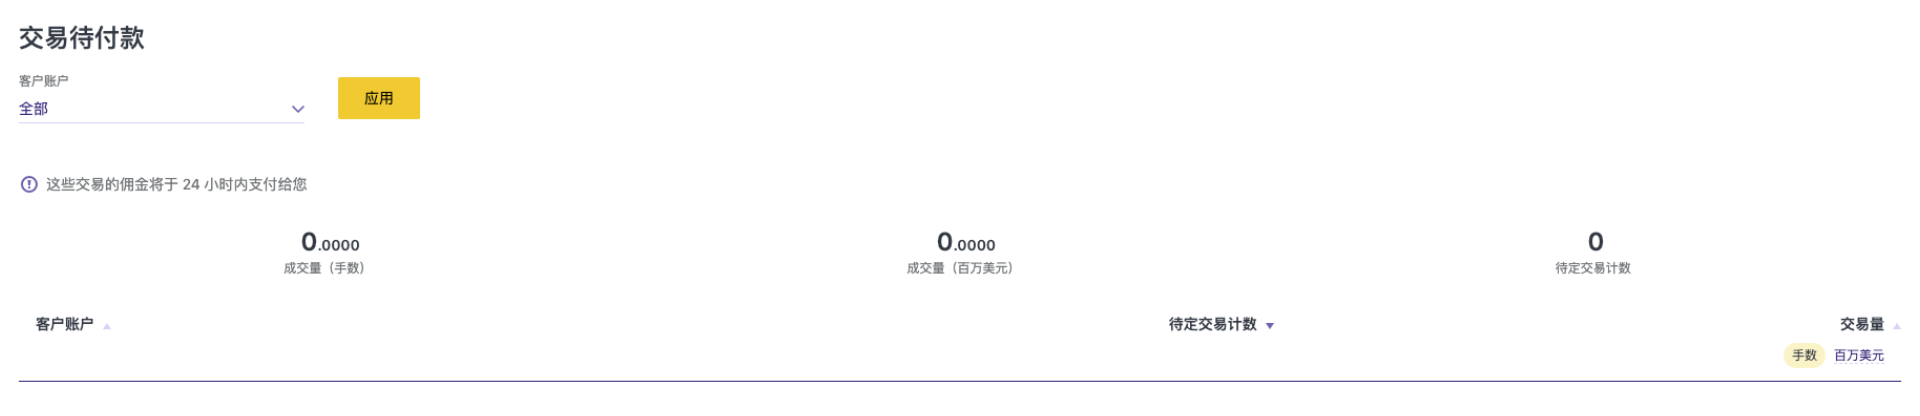 交易待付款
客户账户
全部
应用
这些交易的佣金将于 24 小时内支付给您
0.0000
成交量（手数）
0.0000
成交量（百万美元）
0
待定交易计数
客户账户
待定交易计数
交易量
手数 百万美元